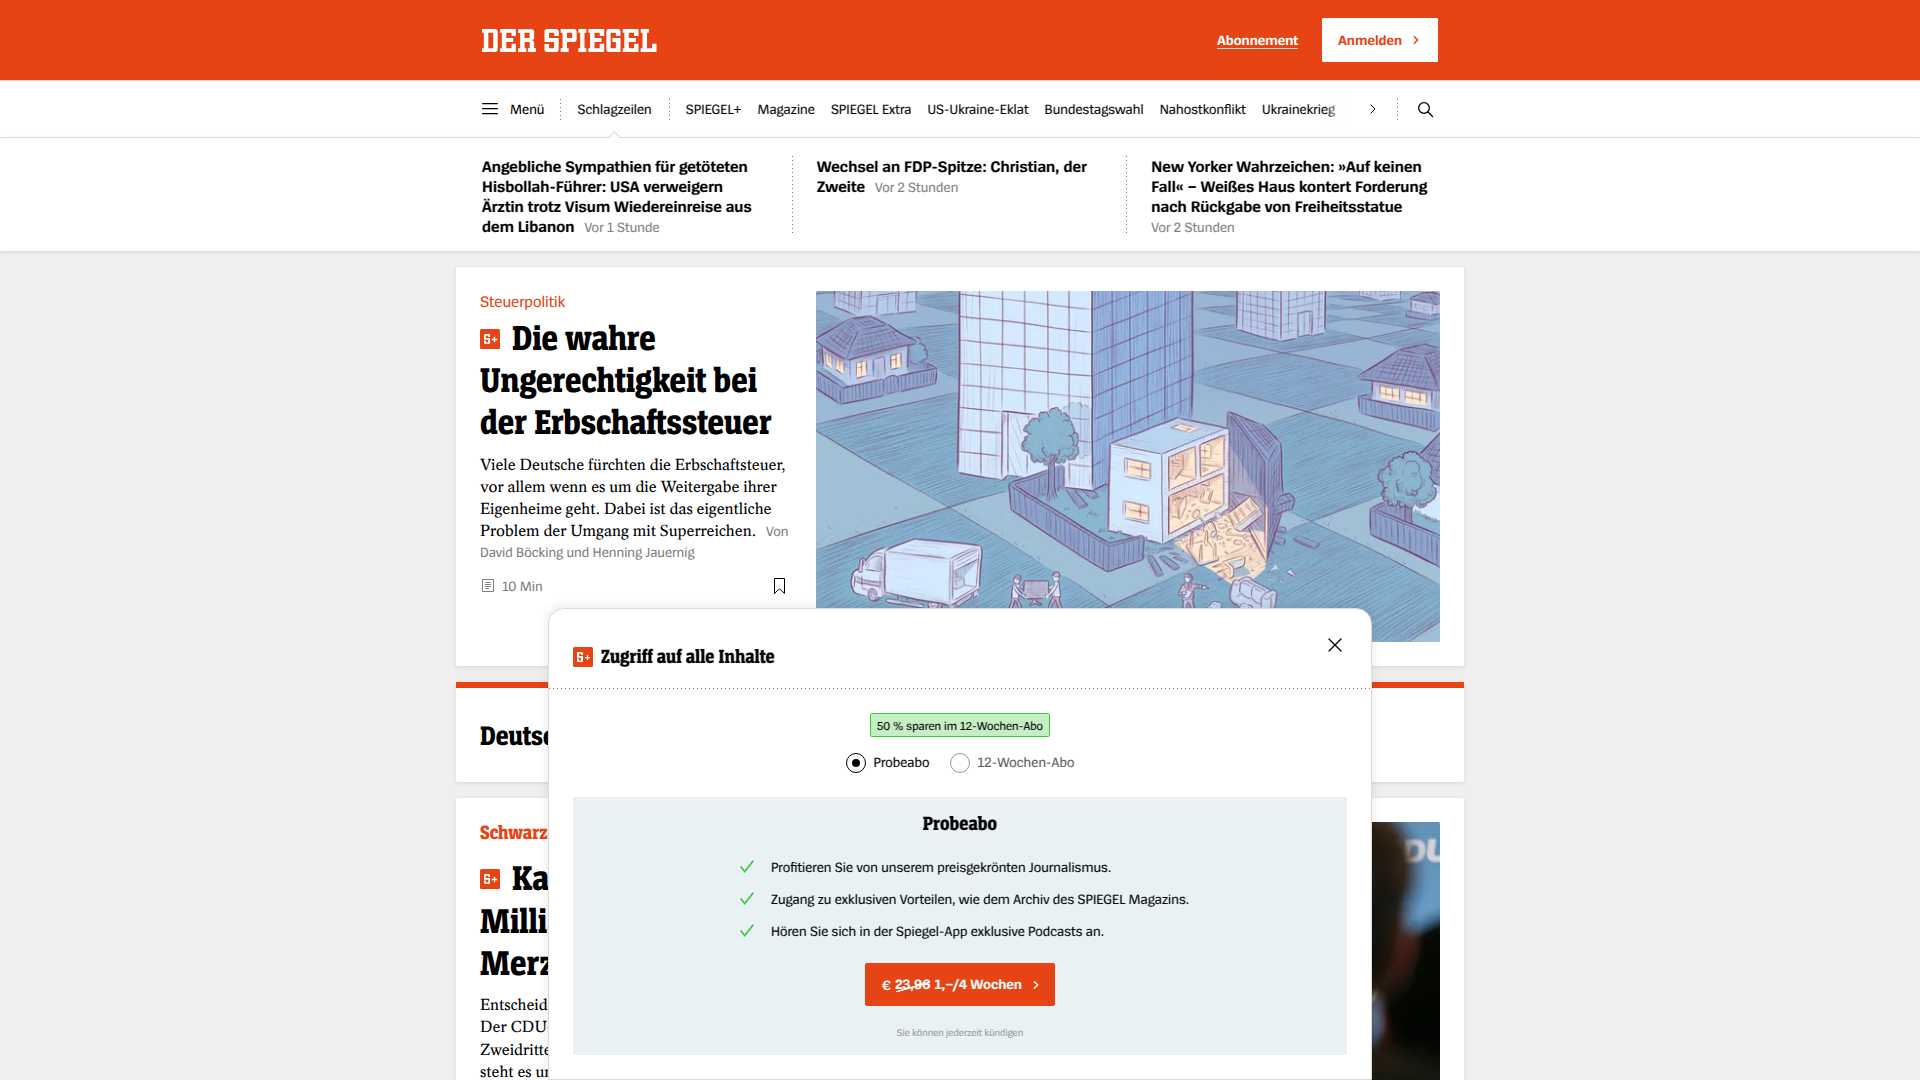 DER SPIEGEL
Abonnement
Anmelden
Menü
Schlagzeilen
SPIEGEL+
Magazine
SPIEGEL Extra
US-Ukraine-Eklat
Bundestagswahl
Nahostkonflikt
Ukrainekrieg
Angebliche Sympathien für getöteten
Hisbollah-Führer: USA verweigern
Ärztin trotz Visum Wiedereinreise aus
dem Libanon Vor 1 Stunde
Wechsel an FDP-Spitze: Christian, der
Zweite Vor 2 Stunden
New Yorker Wahrzeichen: »Auf keinen
Fall« – Weißes Haus kontert Forderung
nach Rückgabe von Freiheitsstatue
Vor 2 Stunden
Steuerpolitik
S+ Die wahre
Ungerechtigkeit bei
der Erbschaftssteuer
Viele Deutsche fürchten die Erbschaftsteuer,
vor allem wenn es um die Weitergabe ihrer
Eigenheime geht. Dabei ist das eigentliche
Problem der Umgang mit Superreichen. Von
David Böcking und Henning Jauernig
10 Min
S+ Zugriff auf alle Inhalte
50 % sparen im 12-Wochen-Abo
Probeabo
12-Wochen-Abo
Probeabo
Profitieren Sie von unserem preisgekrönten Journalismus.
Zugang zu exklusiven Vorteilen, wie dem Archiv des SPIEGEL Magazins.
Hören Sie sich in der Spiegel-App exklusive Podcasts an.
€ 23,96 1,–/4 Wochen
Sie können jederzeit kündigen
Schwarz
S+ Ka
Milli
Merz
Entscheid
Der CDU-
Zweidritte
steht es